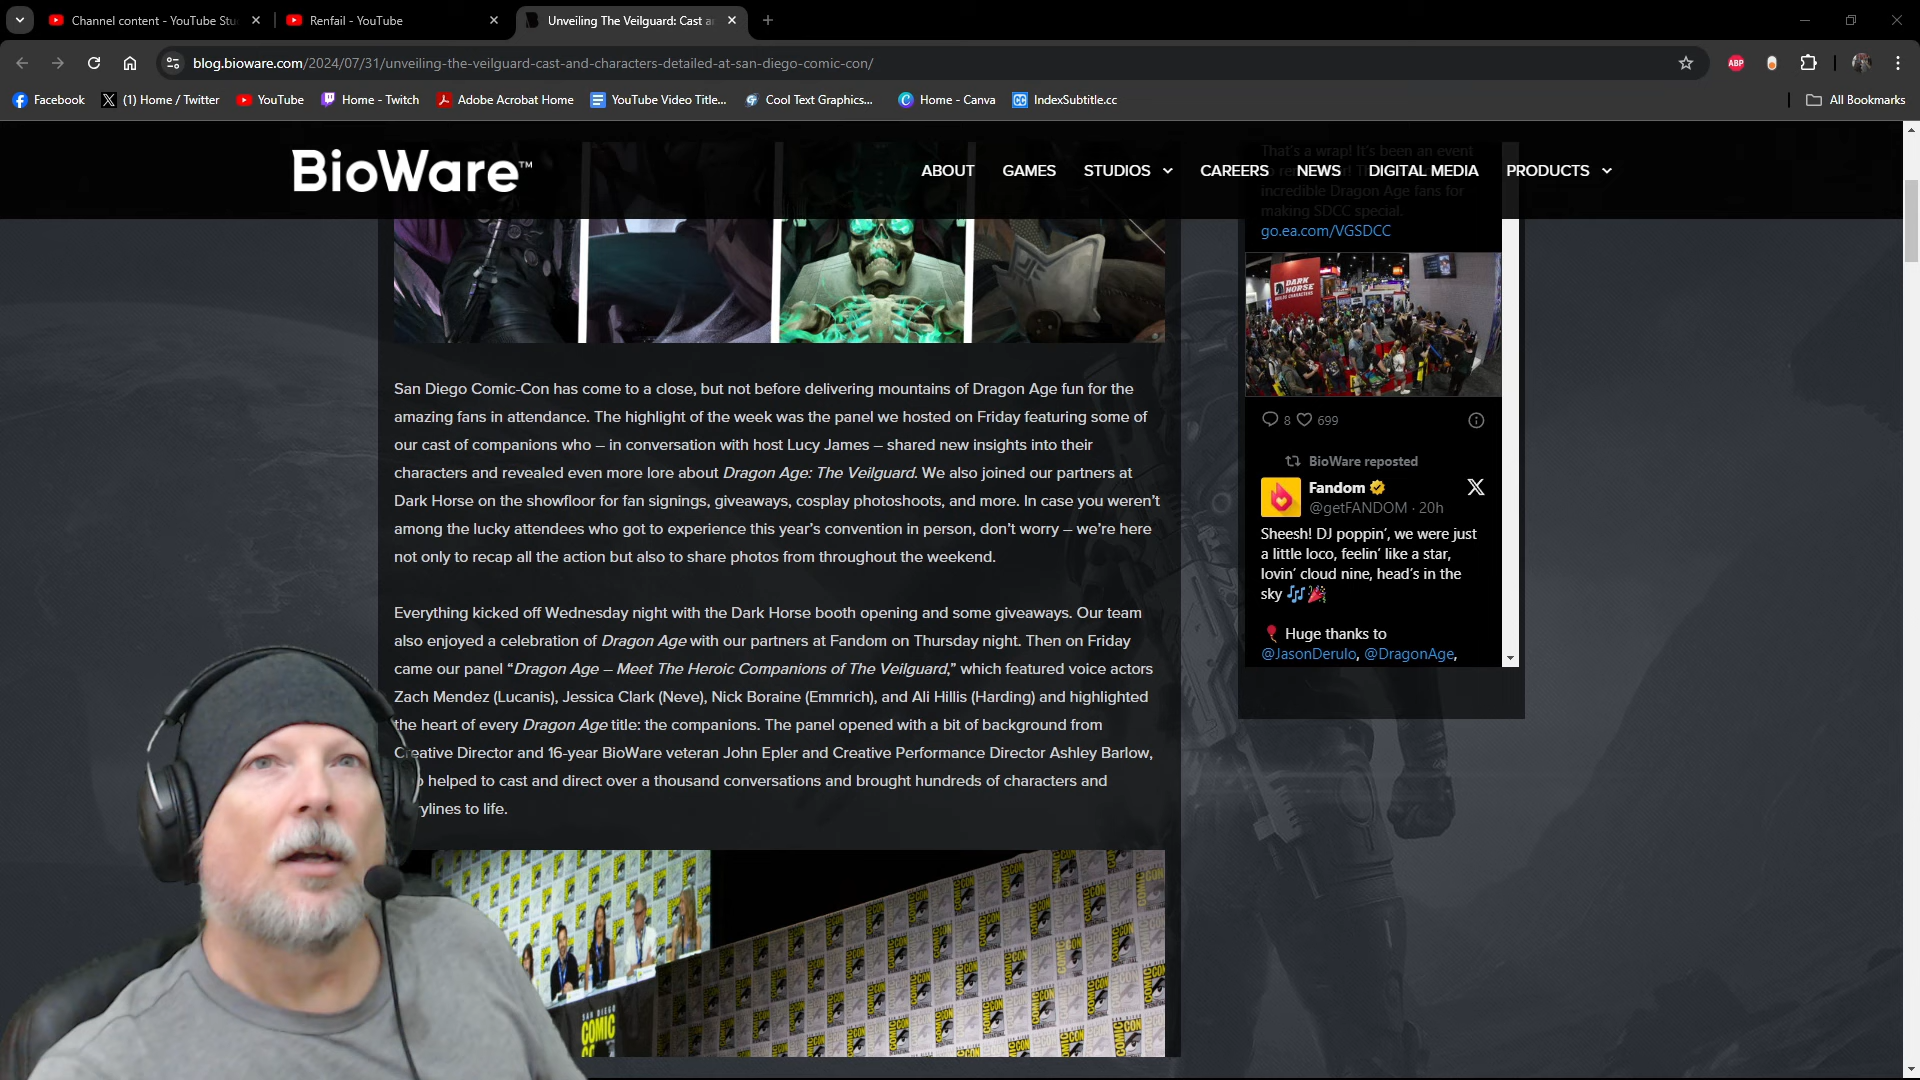 Channel content - YouTube Stu
Renfail - YouTube
Unveiling The Veilguard: Cast a
blog.bioware.com/2024/07/31/unveiling-the-veilguard-cast-and-characters-detailed-at-san-diego-comic-con/
ABP
Facebook
(1) Home / Twitter
YouTube
Home - Twitch
Adobe Acrobat Home
YouTube Video Title...
Cool Text Graphics...
Home - Canva
IndexSubtitle.cc
All Bookmarks
BioWare™
ABOUT
GAMES
STUDIOS
CAREERS
NEWS
DIGITAL MEDIA
PRODUCTS
San Diego Comic-Con has come to a close, but not before delivering mountains of Dragon Age fun for the
amazing fans in attendance. The highlight of the week was the panel we hosted on Friday featuring some of
our cast of companions who – in conversation with host Lucy James – shared new insights into their
characters and revealed even more lore about Dragon Age: The Veilguard. We also joined our partners at
Dark Horse on the showfloor for fan signings, giveaways, cosplay photoshoots, and more. In case you weren't
among the lucky attendees who got to experience this year's convention in person, don't worry – we're here
not only to recap all the action but also to share photos from throughout the weekend.
Everything kicked off Wednesday night with the Dark Horse booth opening and some giveaways. Our team
also enjoyed a celebration of Dragon Age with our partners at Fandom on Thursday night. Then on Friday
came our panel “Dragon Age – Meet The Heroic Companions of The Veilguard,” which featured voice actors
Zach Mendez (Lucanis), Jessica Clark (Neve), Nick Boraine (Emmrich), and Ali Hillis (Harding) and highlighted
the heart of every Dragon Age title: the companions. The panel opened with a bit of background from
Creative Director and 16-year BioWare veteran John Epler and Creative Performance Director Ashley Barlow,
helped to cast and direct over a thousand conversations and brought hundreds of characters and
rylines to life.
SAN DIEGO
COMIC
That's a wrap! It's been an event
incredible Dragon Age fans for
making SDCC special.
go.ea.com/VGSDCC
DARK
HORSE
8
699
BioWare reposted
Fandom
@getFANDOM · 20h
Sheesh! DJ poppin', we were just
a little loco, feelin' like a star,
lovin' cloud nine, head's in the
sky 🎶🎉
🎈 Huge thanks to
@JasonDerulo, @DragonAge,